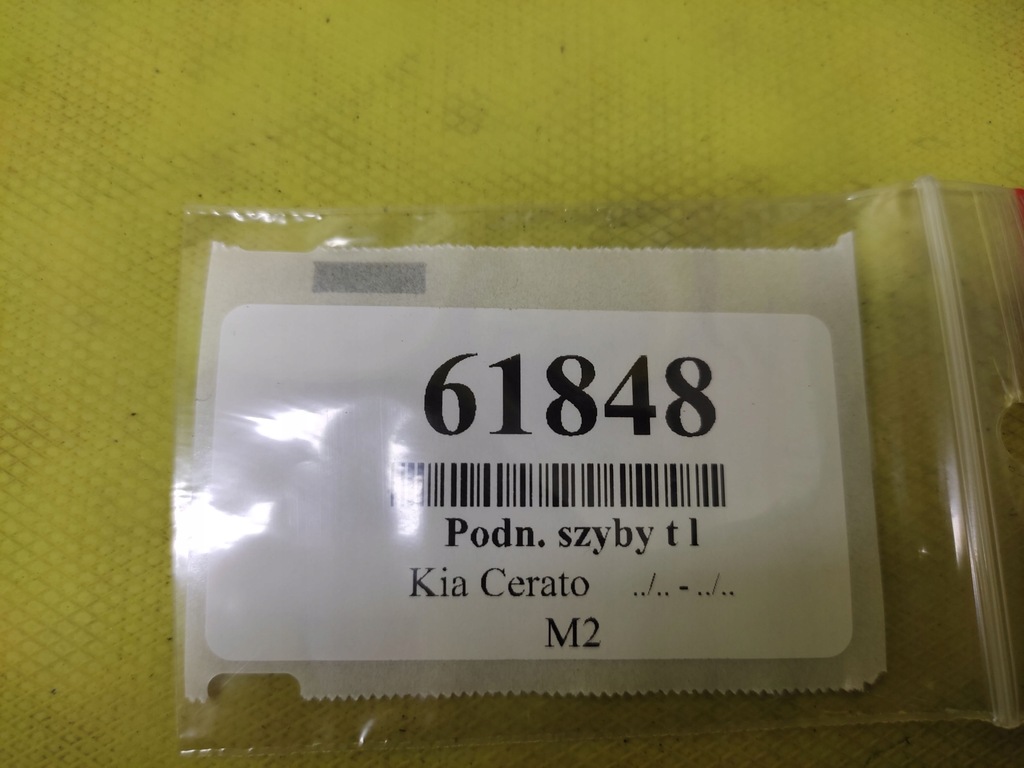 61848
Podn. szyby t l
Kia Cerato ../.. - ../..
M2